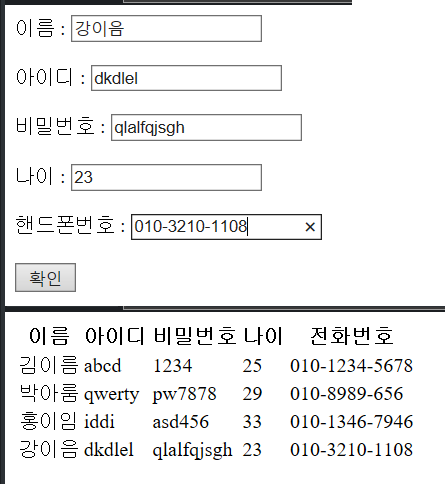 이름 : 강이음
아이디 : dkdlel
비밀번호 : qlalfqjsgh
나이 : 23
핸드폰번호 : 010-3210-1108 ×
확인
이름 아이디 비밀번호 나이 전화번호
김이름 abcd 1234 25 010-1234-5678
박아룸 qwerty pw7878 29 010-8989-656
홍이임 iddi asd456 33 010-1346-7946
강이음 dkdlel qlalfqjsgh 23 010-3210-1108